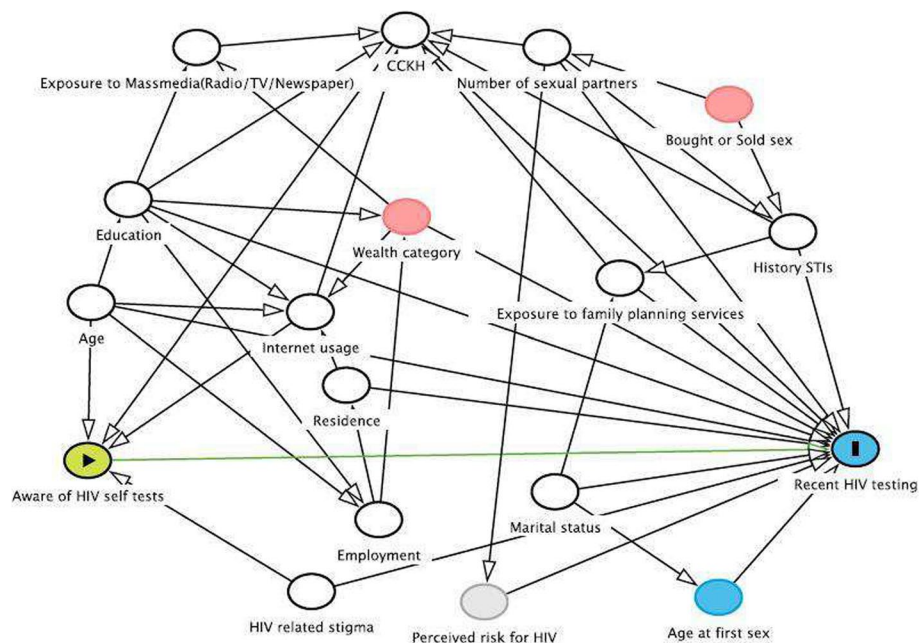 CCKH
Exposure to Massmedia(Radio/TV/Newspaper)
Number of sexual partners
Bought or Sold sex
Education
Wealth category
History STIs
Exposure to family planning services
Age
Internet usage
Residence
Aware of HIV self tests
Recent HIV testing
Marital status
Employment
HIV related stigma
Perceived risk for HIV
Age at first sex